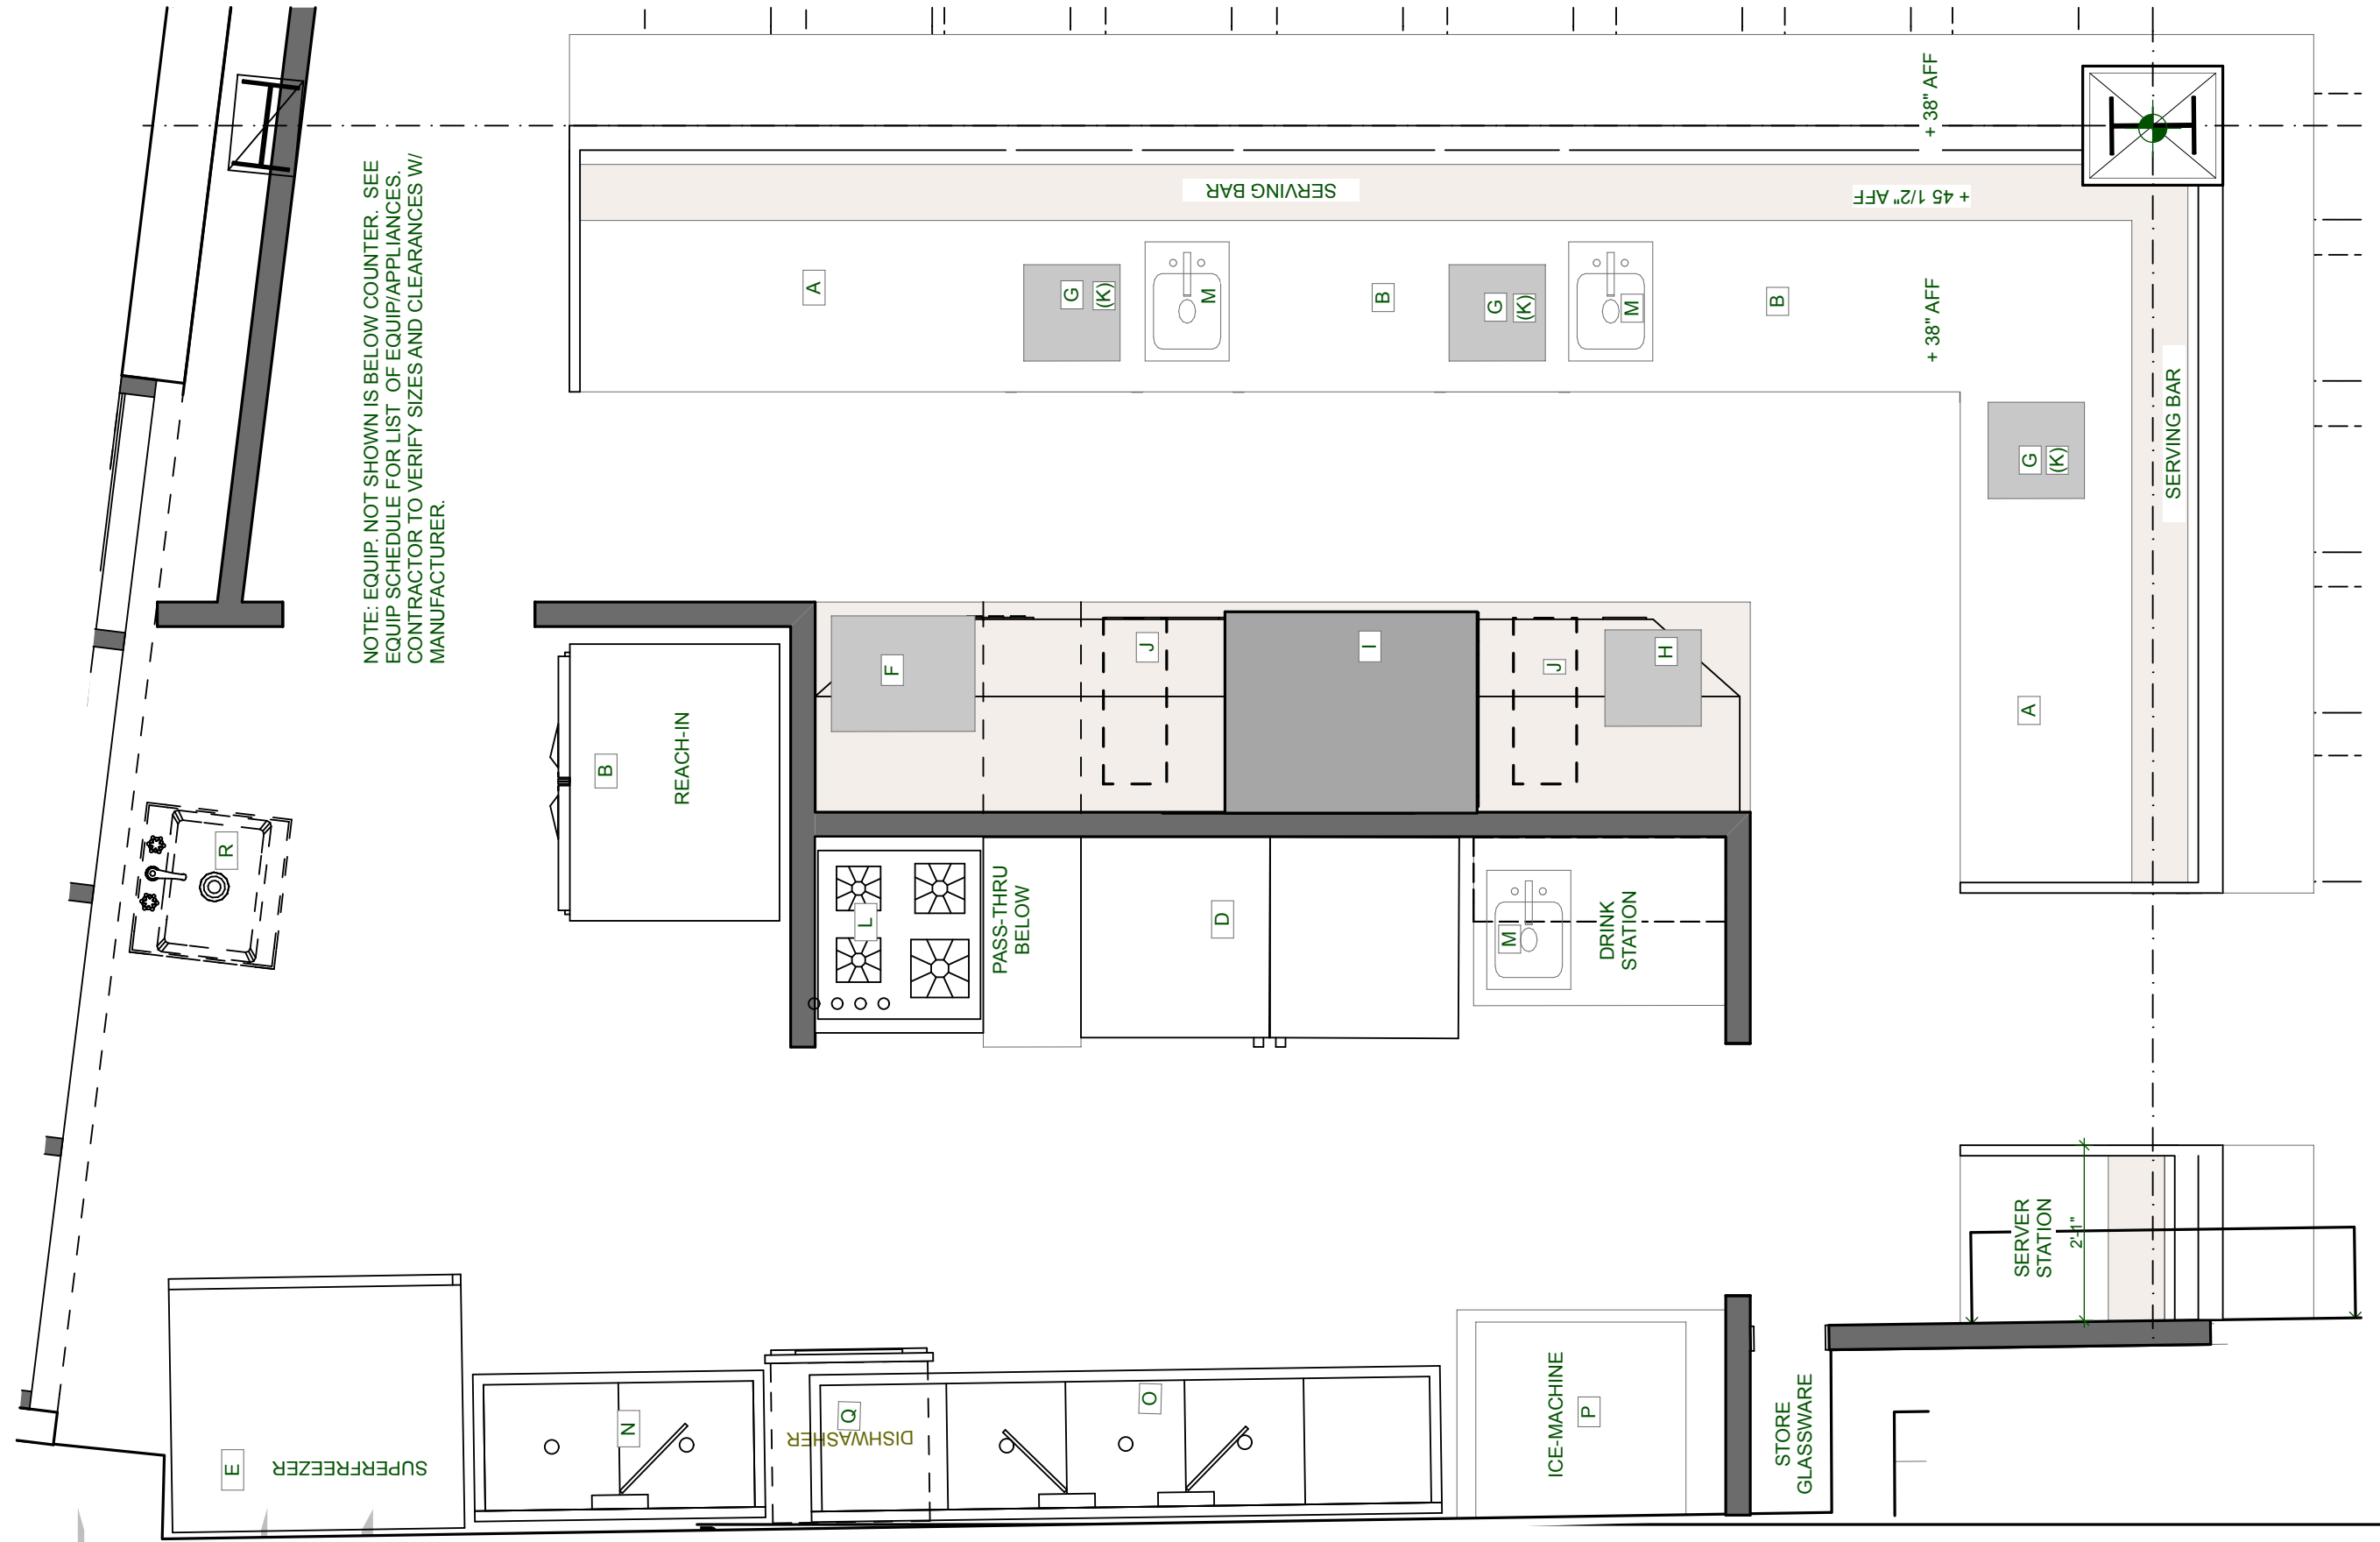 + 38" AFF
SERVING BAR
+ 45 1/2" AFF
NOTE: EQUIP. NOT SHOWN IS BELOW COUNTER. SEE
EQUIP SCHEDULE FOR LIST OF EQUIP/APPLIANCES.
CONTRACTOR TO VERIFY SIZES AND CLEARANCES W/
MANUFACTURER.
A
G
(K)
M
B
G
(K)
M
B
+ 38" AFF
SERVING BAR
G
(K)
A
F
J
I
J
H
B
REACH-IN
R
L
PASS-THRU
BELOW
D
M
DRINK
STATION
SERVER
STATION
2'-1"
E
SUPERFREEZER
N
Q
DISHWASHER
O
ICE-MACHINE
P
STORE
GLASSWARE